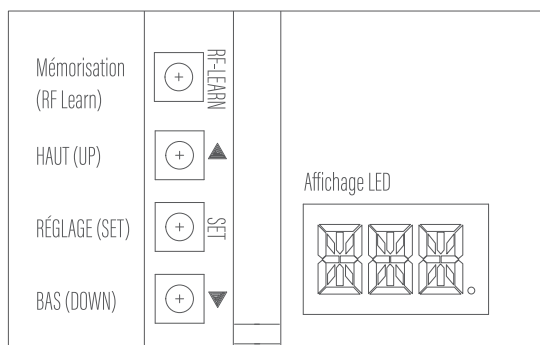 Mémorisation
(RF Learn)
RF-LEARN
HAUT (UP)
RÉGLAGE (SET)
SET
BAS (DOWN)
Affichage LED